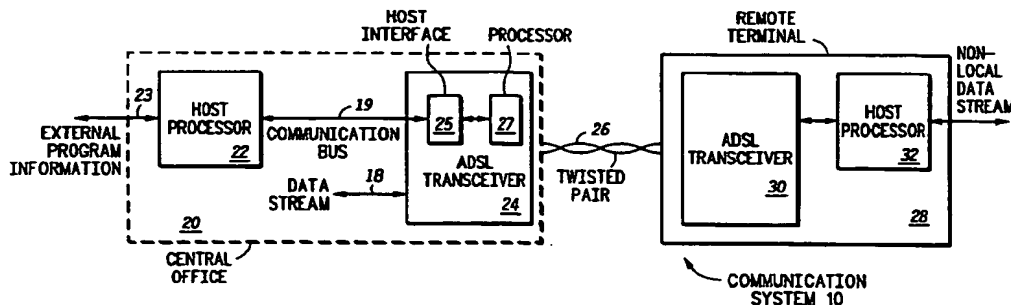 HOST
INTERFACE
PROCESSOR
REMOTE
TERMINAL
NON-
LOCAL
DATA
STREAM
23
HOST
PROCESSOR
22
EXTERNAL
PROGRAM
INFORMATION
19
COMMUNICATION
BUS
25
27
ADSL
TRANSCEIVER
24
DATA
STREAM
18
20
CENTRAL
OFFICE
26
TWISTED
PAIR
ADSL
TRANSCEIVER
30
HOST
PROCESSOR
32
28
COMMUNICATION
SYSTEM 10